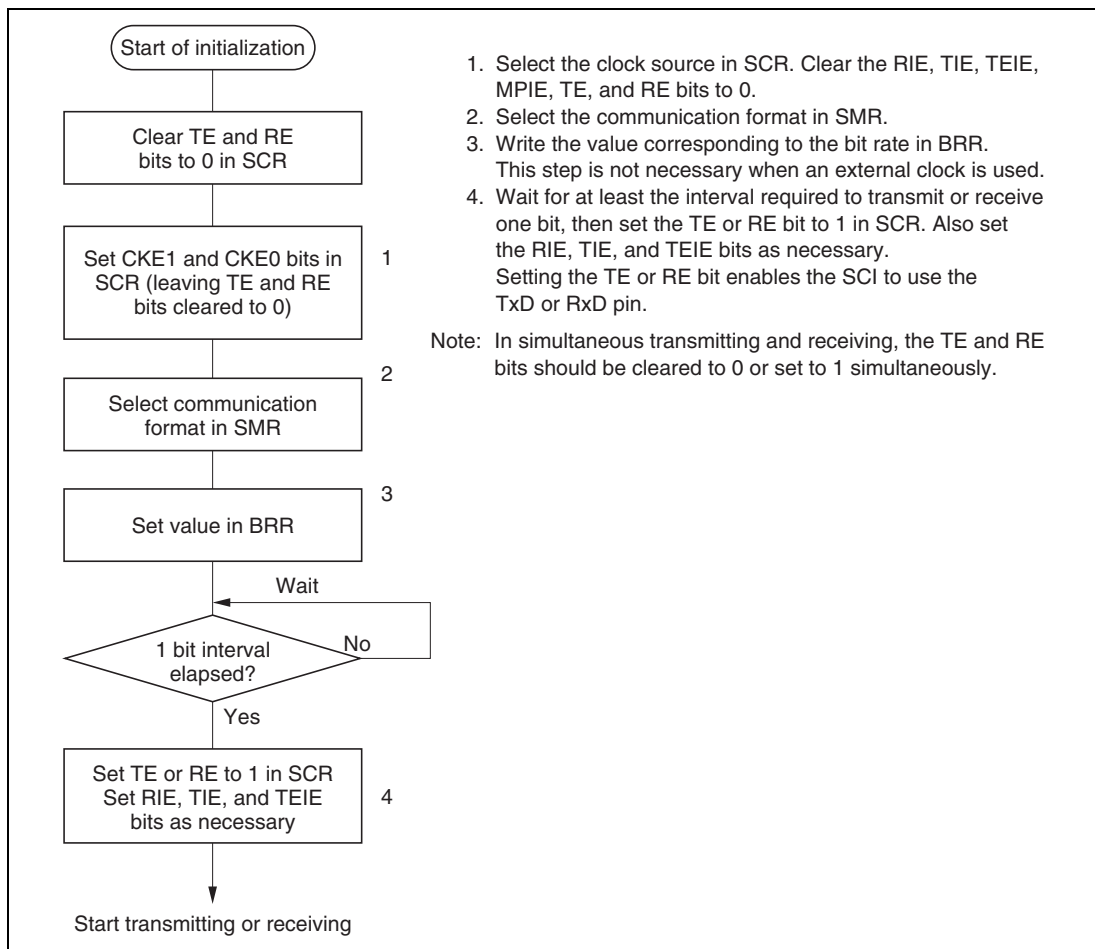 Start of initialization
Clear TE and RE
bits to 0 in SCR
Set CKE1 and CKE0 bits in
SCR (leaving TE and RE
bits cleared to 0)
1
2
Select communication
format in SMR
3
Set value in BRR
Wait
1 bit interval
elapsed?
No
Yes
Set TE or RE to 1 in SCR
Set RIE, TIE, and TEIE
bits as necessary
4
Start transmitting or receiving
1. Select the clock source in SCR. Clear the RIE, TIE, TEIE,
MPIE, TE, and RE bits to 0.
2. Select the communication format in SMR.
3. Write the value corresponding to the bit rate in BRR.
This step is not necessary when an external clock is used.
4. Wait for at least the interval required to transmit or receive
one bit, then set the TE or RE bit to 1 in SCR. Also set
the RIE, TIE, and TEIE bits as necessary.
Setting the TE or RE bit enables the SCI to use the
TxD or RxD pin.
Note: In simultaneous transmitting and receiving, the TE and RE
bits should be cleared to 0 or set to 1 simultaneously.